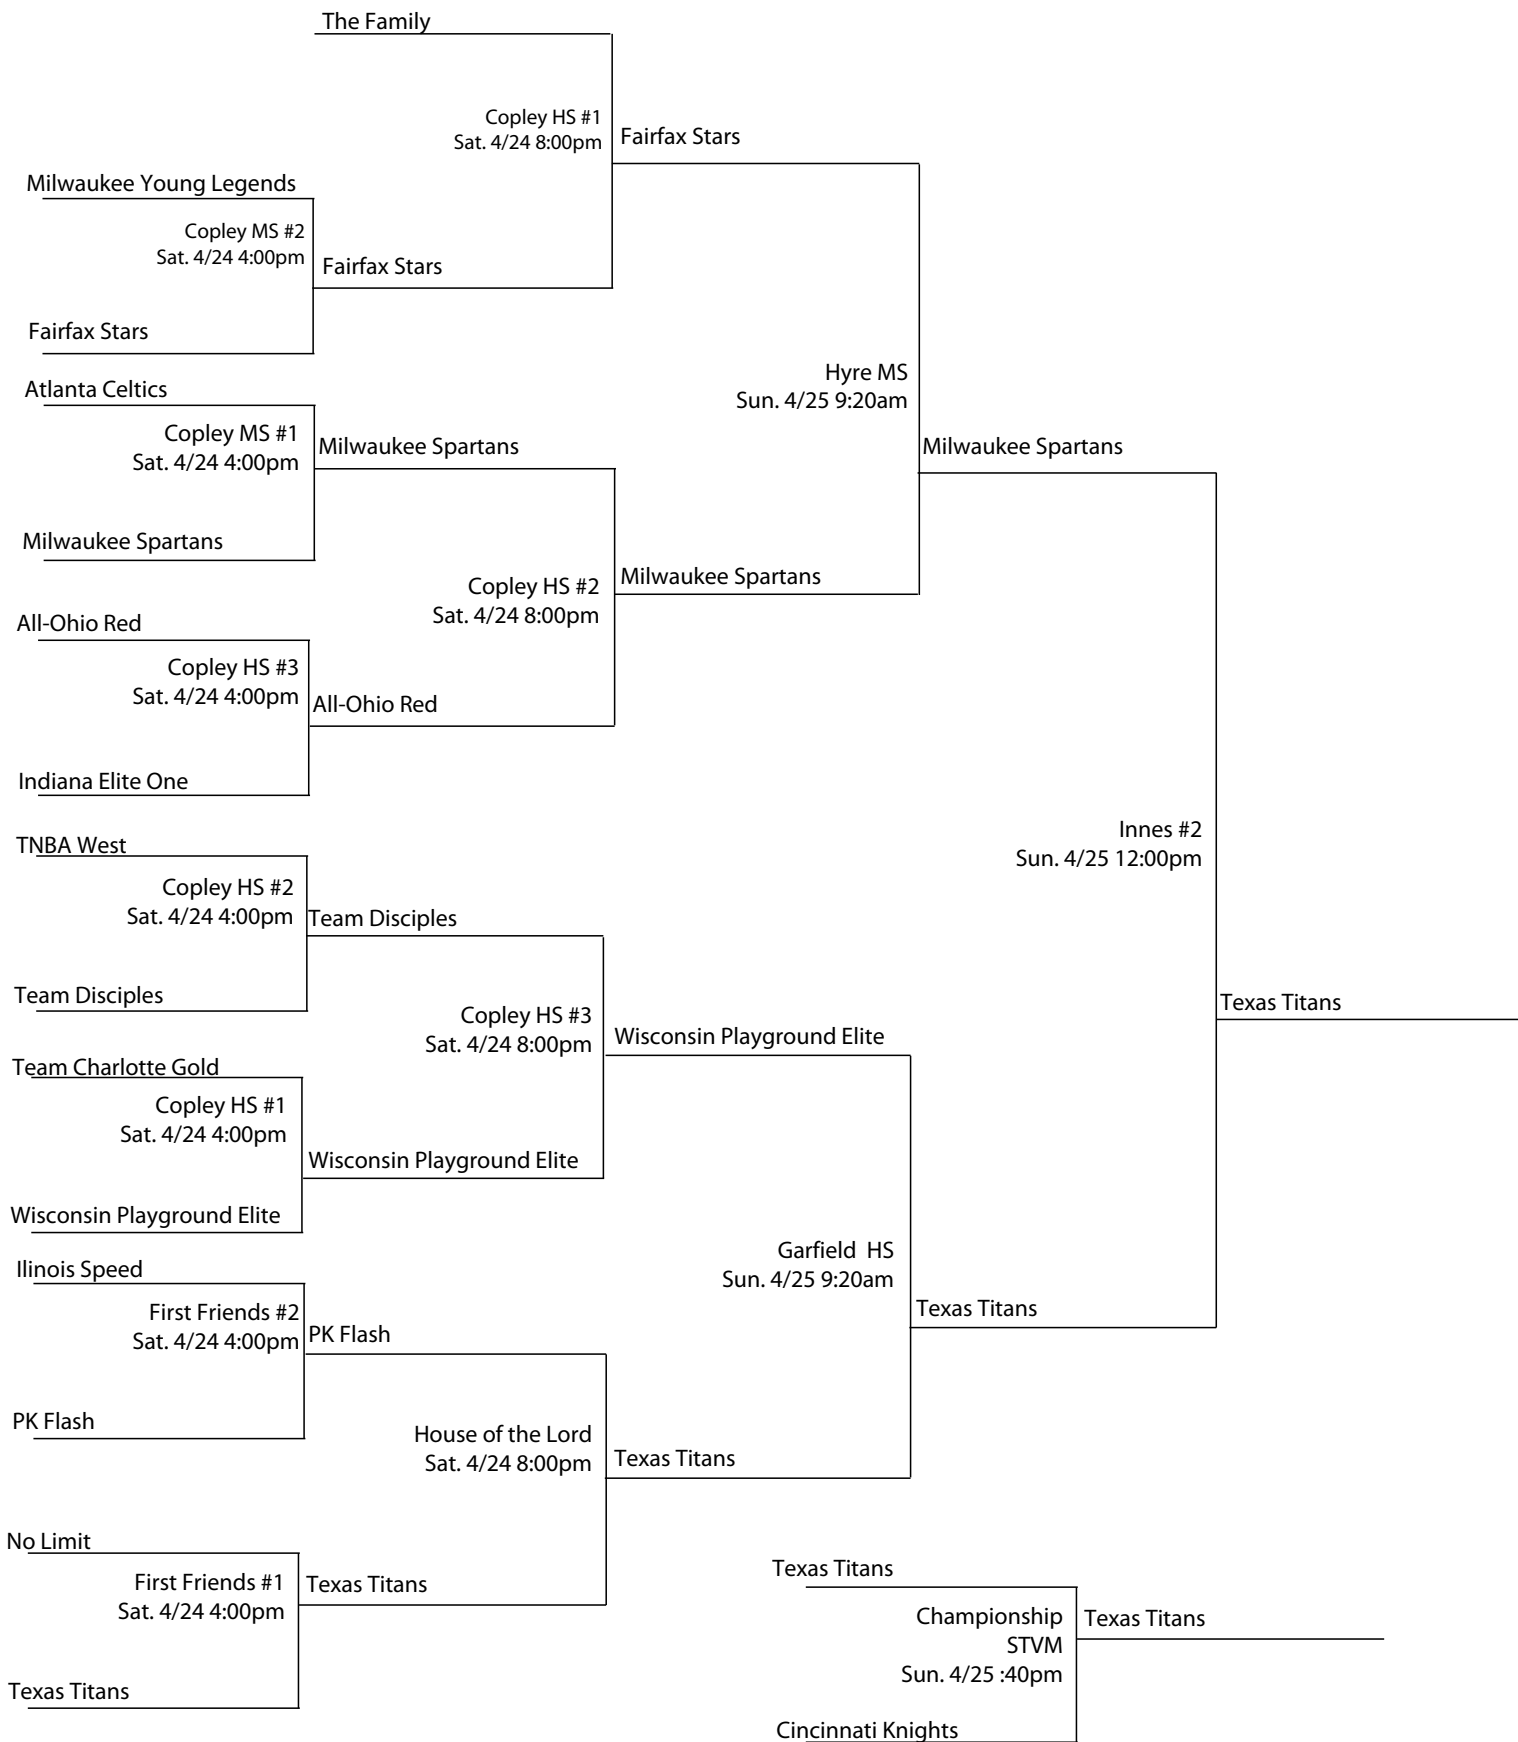 The Family
Copley HS #1
Sat. 4/24 8:00pm
Fairfax Stars
Milwaukee Young Legends
Copley MS #2
Sat. 4/24 4:00pm
Fairfax Stars
Fairfax Stars
Hyre MS
Sun. 4/25 9:20am
Atlanta Celtics
Copley MS #1
Sat. 4/24 4:00pm
Milwaukee Spartans
Milwaukee Spartans
Milwaukee Spartans
Copley HS #2
Sat. 4/24 8:00pm
Milwaukee Spartans
All-Ohio Red
Copley HS #3
Sat. 4/24 4:00pm
All-Ohio Red
Indiana Elite One
Innes #2
Sun. 4/25 12:00pm
TNBA West
Copley HS #2
Sat. 4/24 4:00pm
Team Disciples
Team Disciples
Copley HS #3
Sat. 4/24 8:00pm
Texas Titans
Wisconsin Playground Elite
Team Charlotte Gold
Copley HS #1
Sat. 4/24 4:00pm
Wisconsin Playground Elite
Wisconsin Playground Elite
Garfield  HS
Sun. 4/25 9:20am
Ilinois Speed
First Friends #2
Sat. 4/24 4:00pm
PK Flash
Texas Titans
PK Flash
House of the Lord
Sat. 4/24 8:00pm
Texas Titans
No Limit
First Friends #1
Sat. 4/24 4:00pm
Texas Titans
Texas Titans
Texas Titans
Championship
STVM
Sun. 4/25 :40pm
Texas Titans
Cincinnati Knights